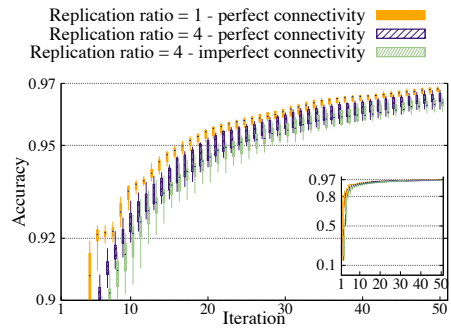 Replication ratio = 1 - perfect connectivity
Replication ratio = 4 - perfect connectivity
Replication ratio = 4 - imperfect connectivity
0.97
0.95
0.92
0.9
Accuracy
1 10 20 30 40 50
Iteration
0.97
0.8
0.1
1 10 20 30 40 50